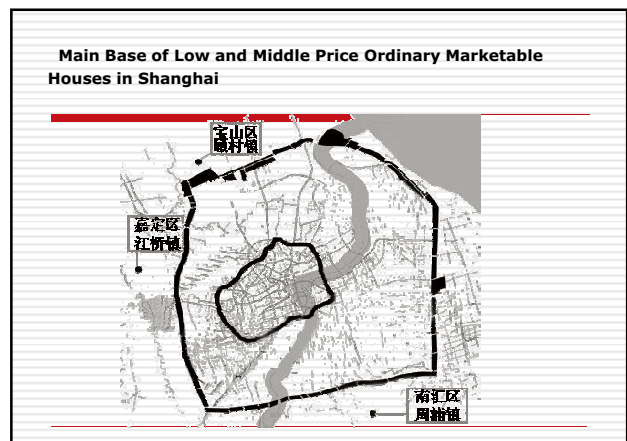 Main Base of Low and Middle Price Ordinary Marketable
Houses in Shanghai
宝山区
顾村镇
嘉定区
江桥镇
南汇区
周浦镇